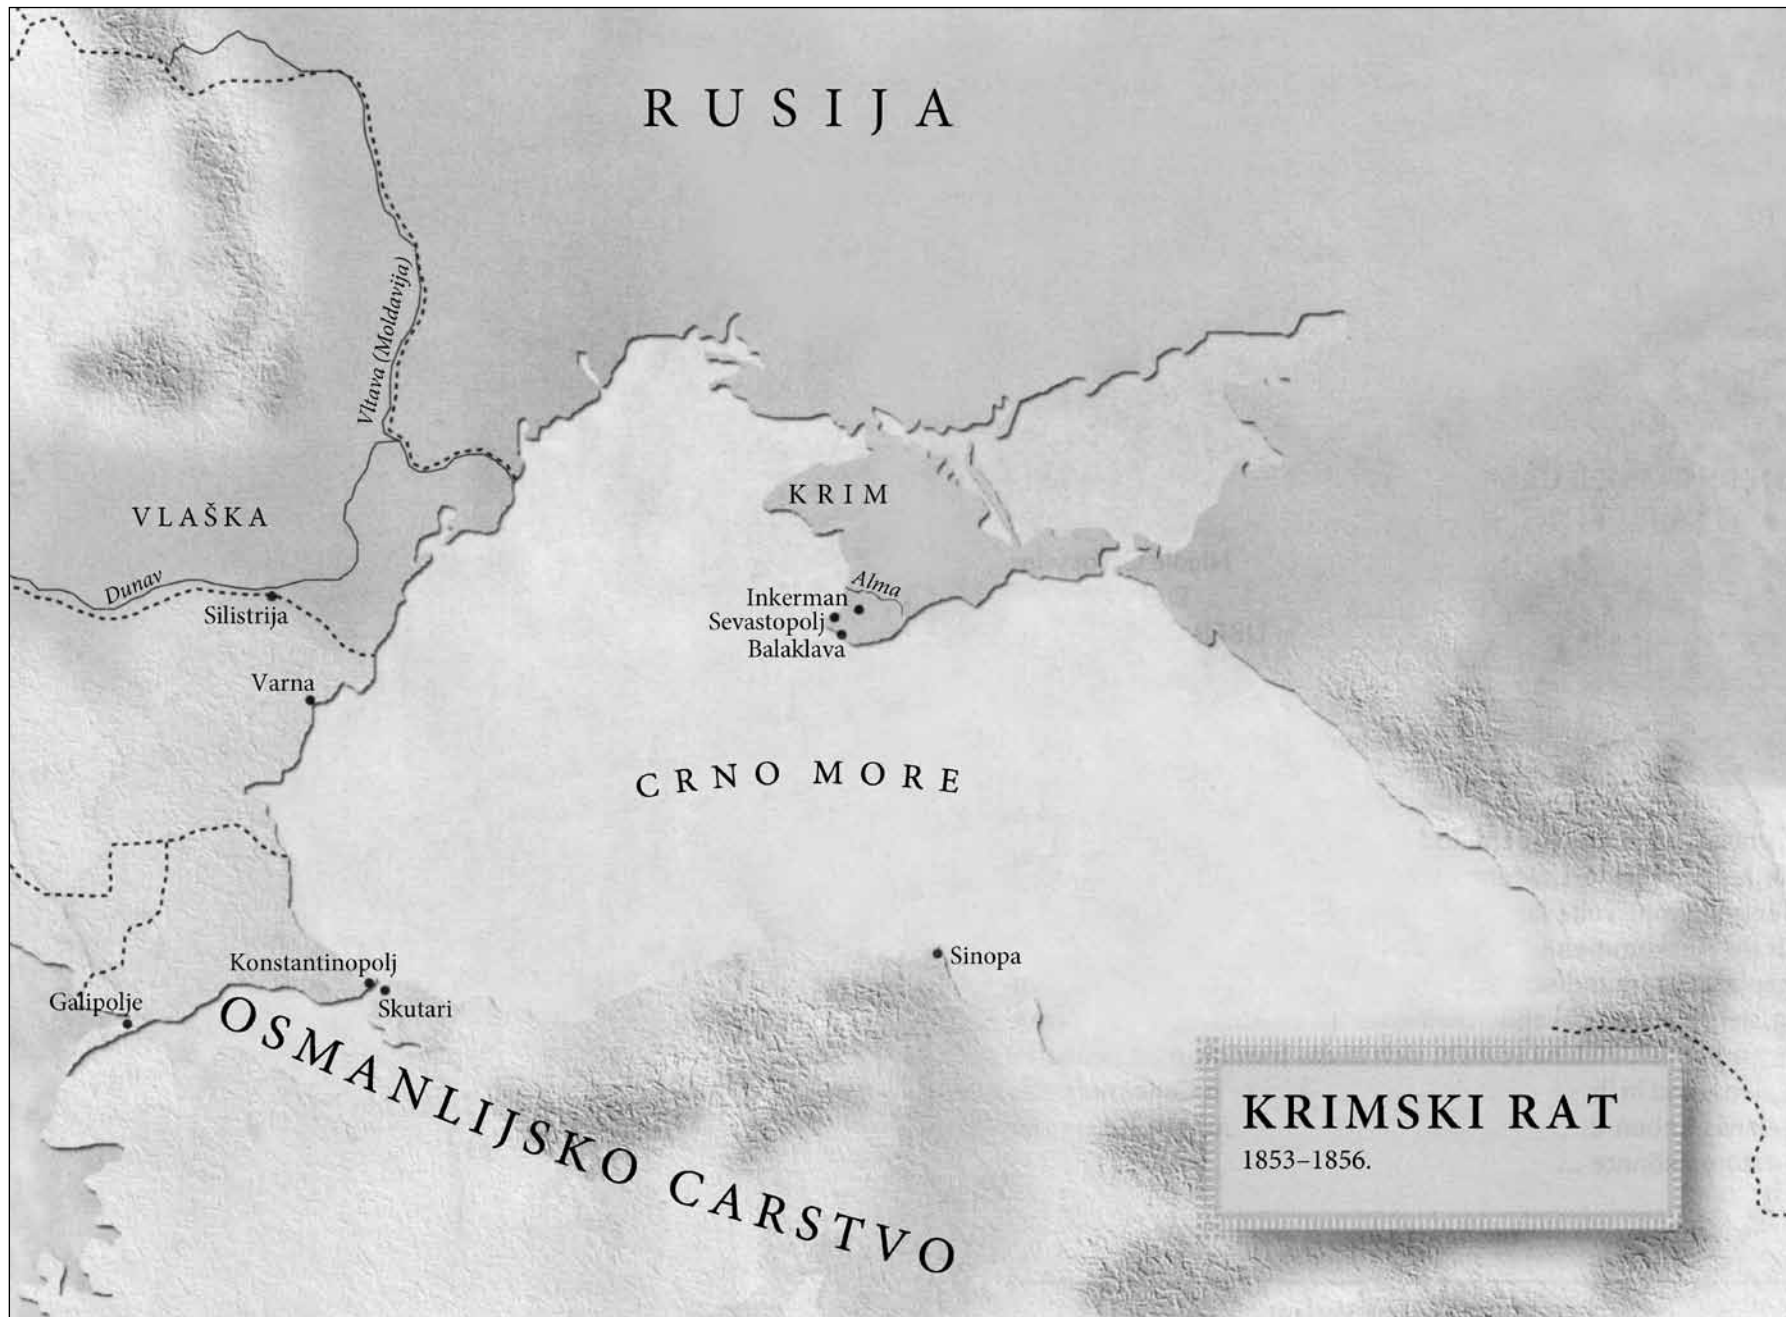 RUSIJA
Vltava (Moldavija)
KRIM
VLAŠKA
Dunav
Silistrija
Alma
Inkerman
Sevastopolj
Balaklava
Varna
CRNO MORE
Sinopa
Konstantinopolj
Skutari
Galipolje
OSMANLIJSKO CARSTVO
KRIMSKI RAT
1853–1856.